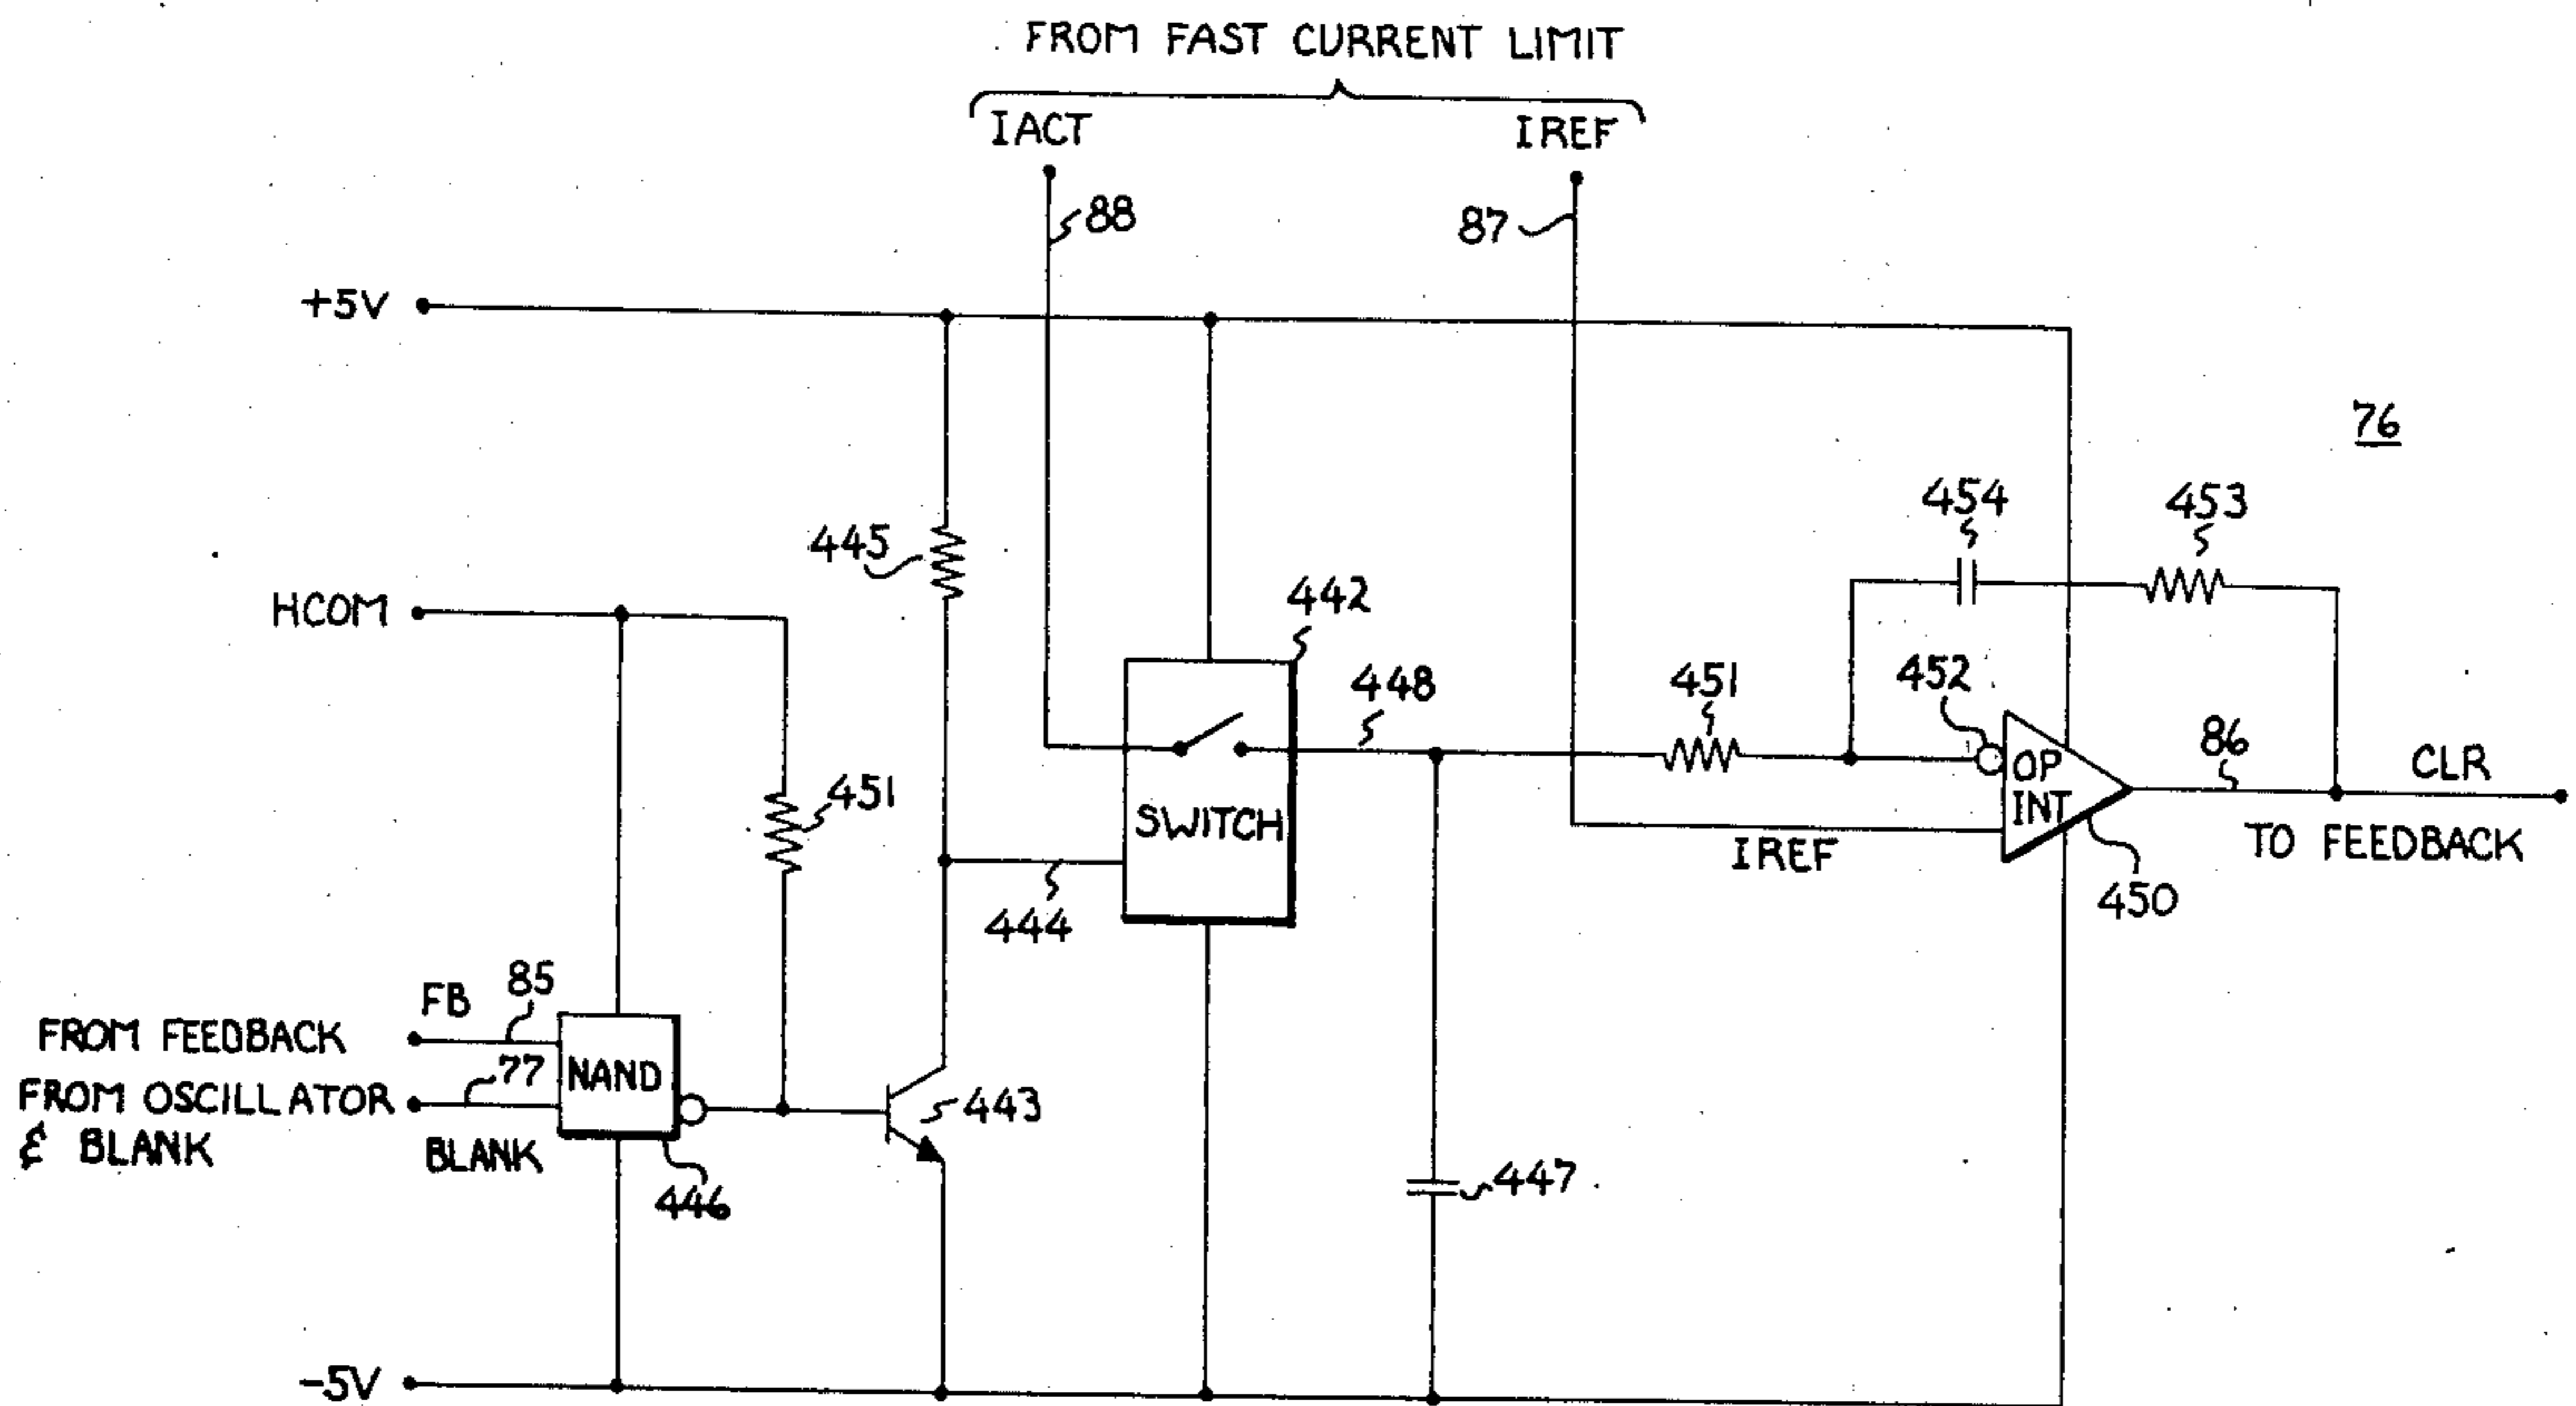 FROM FAST CURRENT LIMIT
IACT
IREF
88
87
+5V
76
454
453
445
442
HCOM
448
451
452
86
CLR
OP
INT
451
SWITCH
TO FEEDBACK
IREF
450
444
FB
85
FROM FEEDBACK
77
NAND
FROM OSCILLATOR
& BLANK
BLANK
443
446
447
-5V